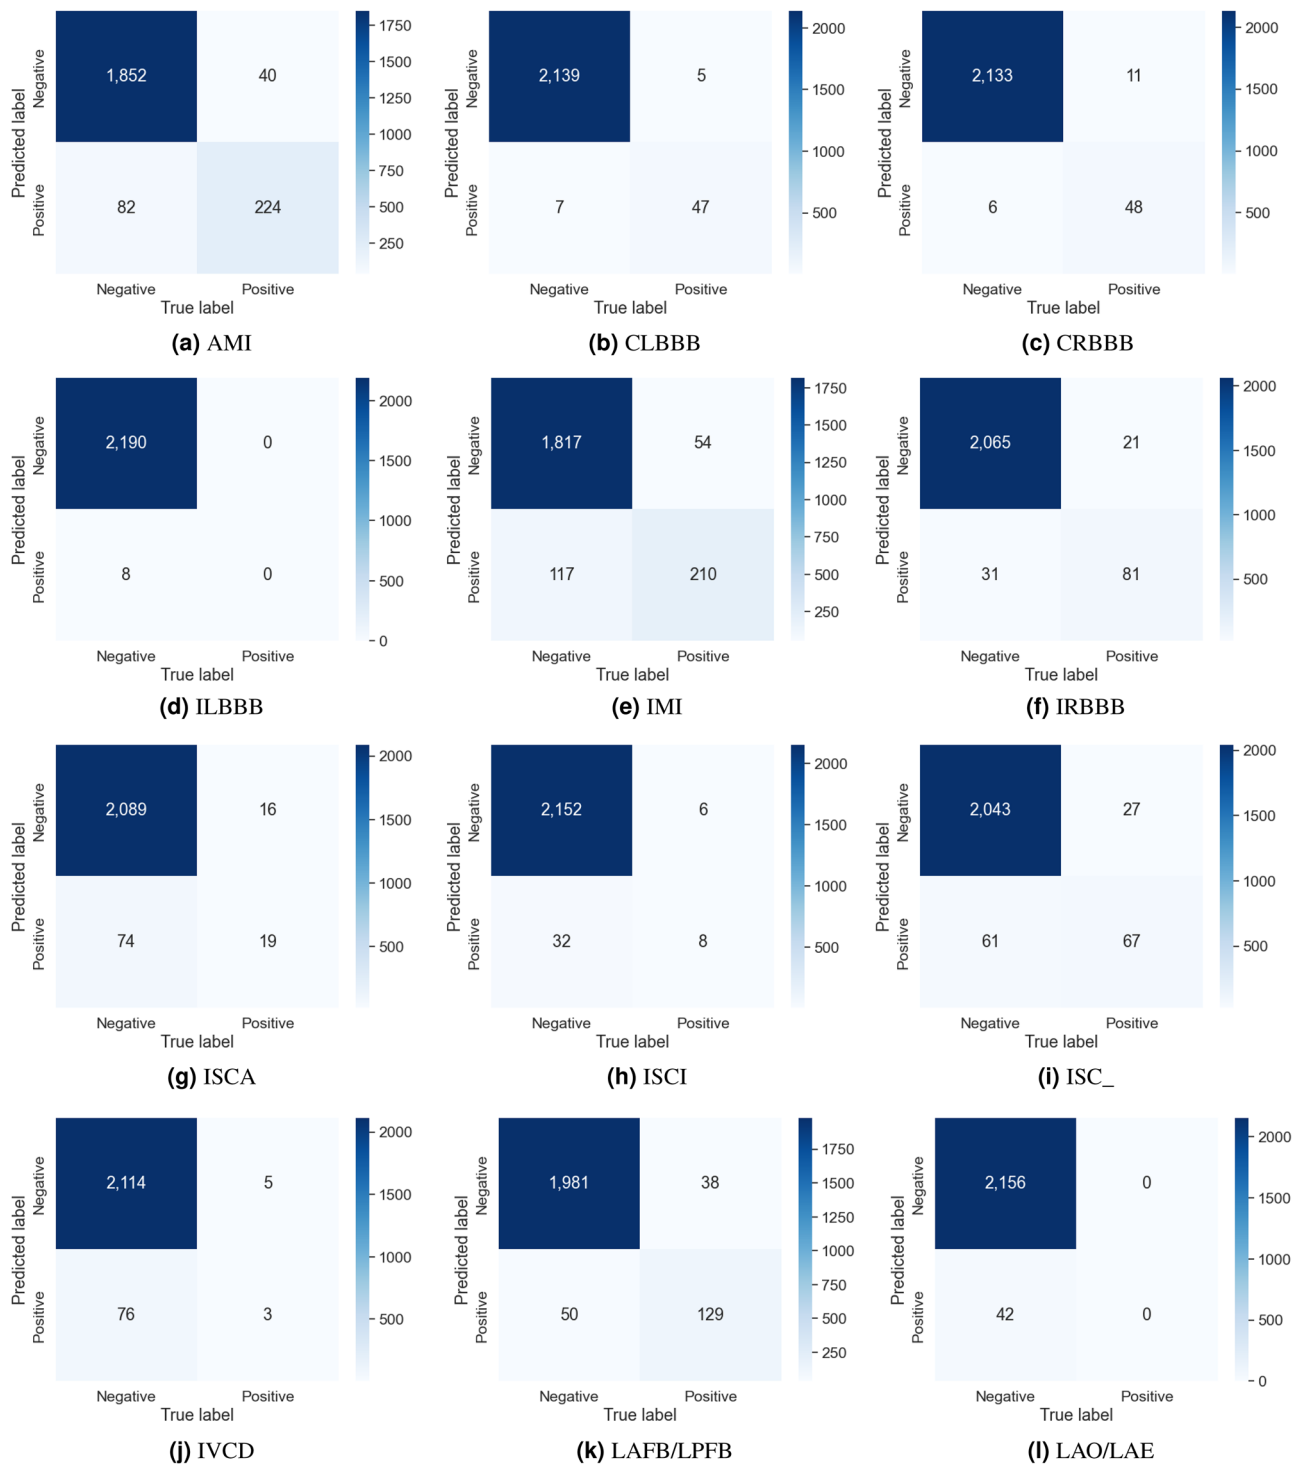 Predicted label
Negative
Positive
1,852 40
82 224
1750
1500
1250
1000
750
500
250
Negative Positive
True label
(a) AMI
Predicted label
Negative
Positive
2,139 5
7 47
2000
1500
1000
500
Negative Positive
True label
(b) CLBBB
Predicted label
Negative
Positive
2,133 11
6 48
2000
1500
1000
500
Negative Positive
True label
(c) CRBBB
Predicted label
Negative
Positive
2,190 0
8 0
2000
1500
1000
500
0
Negative Positive
True label
(d) ILBBB
Predicted label
Negative
Positive
1,817 54
117 210
1750
1500
1250
1000
750
500
250
Negative Positive
True label
(e) IMI
Predicted label
Negative
Positive
2,065 21
31 81
2000
1500
1000
500
Negative Positive
True label
(f) IRBBB
Predicted label
Negative
Positive
2,089 16
74 19
2000
1500
1000
500
Negative Positive
True label
(g) ISCA
Predicted label
Negative
Positive
2,152 6
32 8
2000
1500
1000
500
Negative Positive
True label
(h) ISCI
Predicted label
Negative
Positive
2,043 27
61 67
2000
1500
1000
500
Negative Positive
True label
(i) ISC_
Predicted label
Negative
Positive
2,114 5
76 3
2000
1500
1000
500
Negative Positive
True label
(j) IVCD
Predicted label
Negative
Positive
1,981 38
50 129
1750
1500
1250
1000
750
500
250
Negative Positive
True label
(k) LAFB/LPFB
Predicted label
Negative
Positive
2,156 0
42 0
2000
1500
1000
500
0
Negative Positive
True label
(l) LAO/LAE